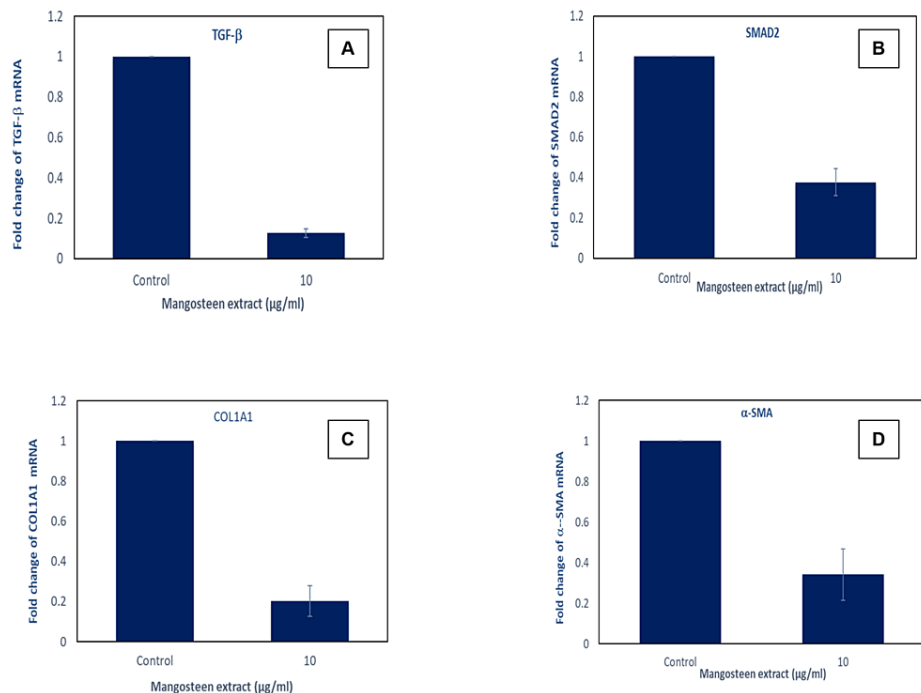 TGF-β
A
Fold change of TGF-β mRNA
1.2
1
0.8
0.6
0.4
0.2
0
Control
10
Mangosteen extract (µg/ml)
SMAD2
B
Fold change of SMAD2 mRNA
1.2
1
0.8
0.6
0.4
0.2
0
Control
10
Mangosteen extract (µg/ml)
COL1A1
C
Fold change of COL1A1 mRNA
1.2
1
0.8
0.6
0.4
0.2
0
Control
10
Mangosteen extract (µg/ml)
α-SMA
D
Fold change of α--SMA mRNA
1.2
1
0.8
0.6
0.4
0.2
0
Control
10
Mangosteen extract (µg/ml)